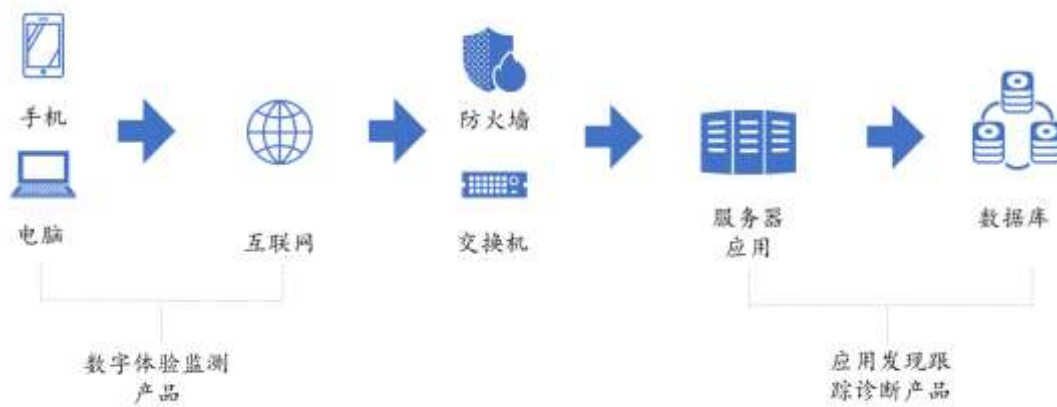 手机
电脑
互联网
防火墙
交换机
服务器
应用
数据库
数字体验监测
产品
应用发现跟
踪诊断产品